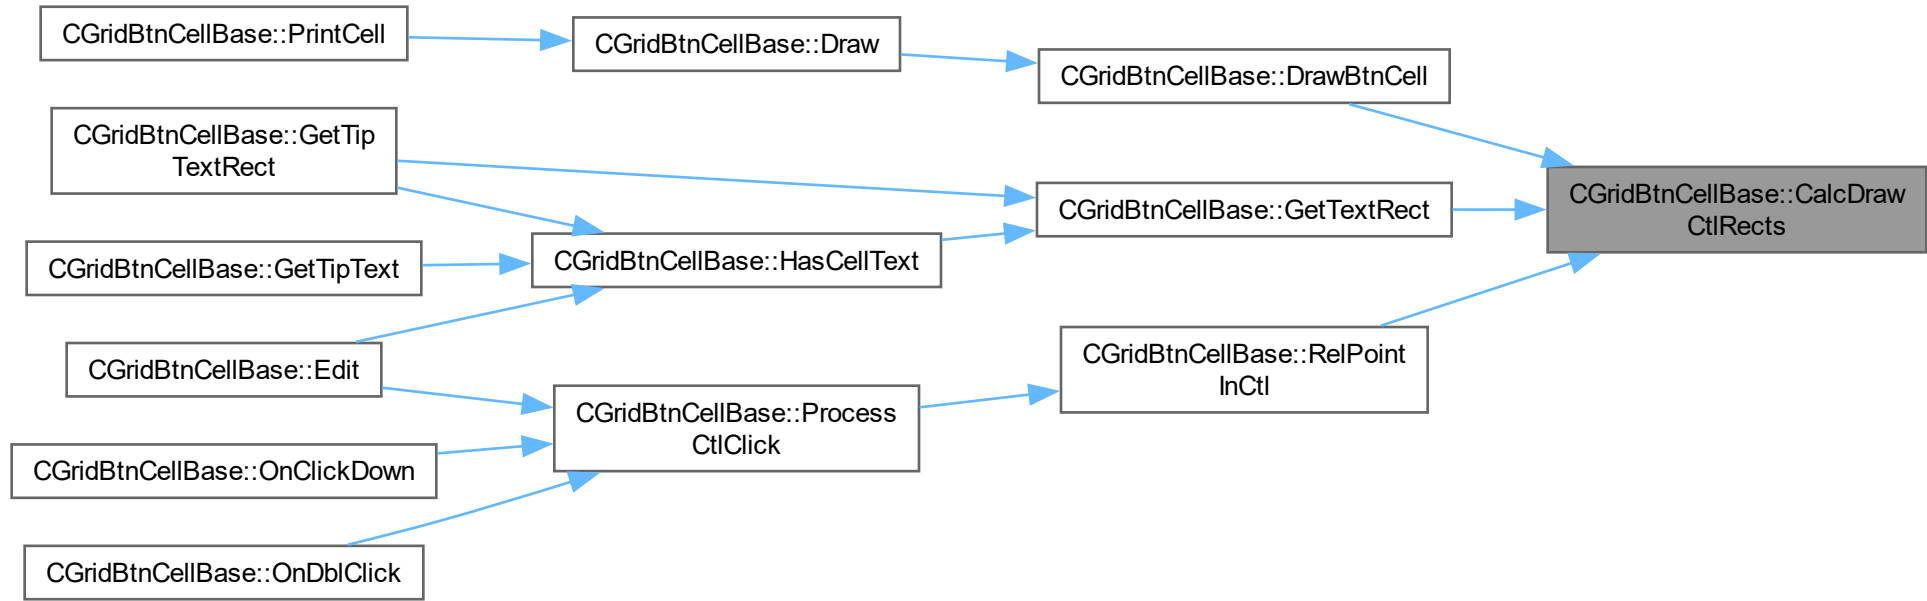 CGridBtnCellBase::PrintCell
CGridBtnCellBase::Draw
CGridBtnCellBase::DrawBtnCell
CGridBtnCellBase::GetTip
TextRect
CGridBtnCellBase::GetTextRect
CGridBtnCellBase::CalcDraw
CtlRects
CGridBtnCellBase::GetTipText
CGridBtnCellBase::HasCellText
CGridBtnCellBase::Edit
CGridBtnCellBase::RelPoint
InCtl
CGridBtnCellBase::Process
CtlClick
CGridBtnCellBase::OnClickDown
CGridBtnCellBase::OnDblClick